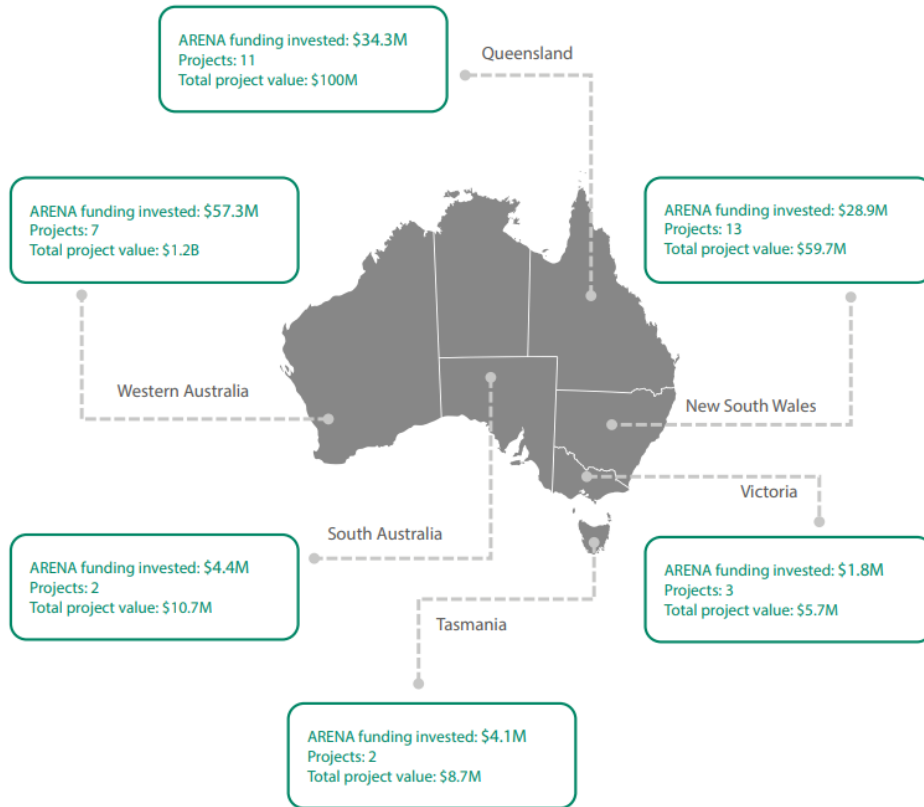 ARENA funding invested: $34.3M
Projects: 11
Total project value: $100M
Queensland
ARENA funding invested: $57.3M
Projects: 7
Total project value: $1.2B
ARENA funding invested: $28.9M
Projects: 13
Total project value: $59.7M
Western Australia
New South Wales
Victoria
South Australia
ARENA funding invested: $4.4M
Projects: 2
Total project value: $10.7M
ARENA funding invested: $1.8M
Projects: 3
Total project value: $5.7M
Tasmania
ARENA funding invested: $4.1M
Projects: 2
Total project value: $8.7M